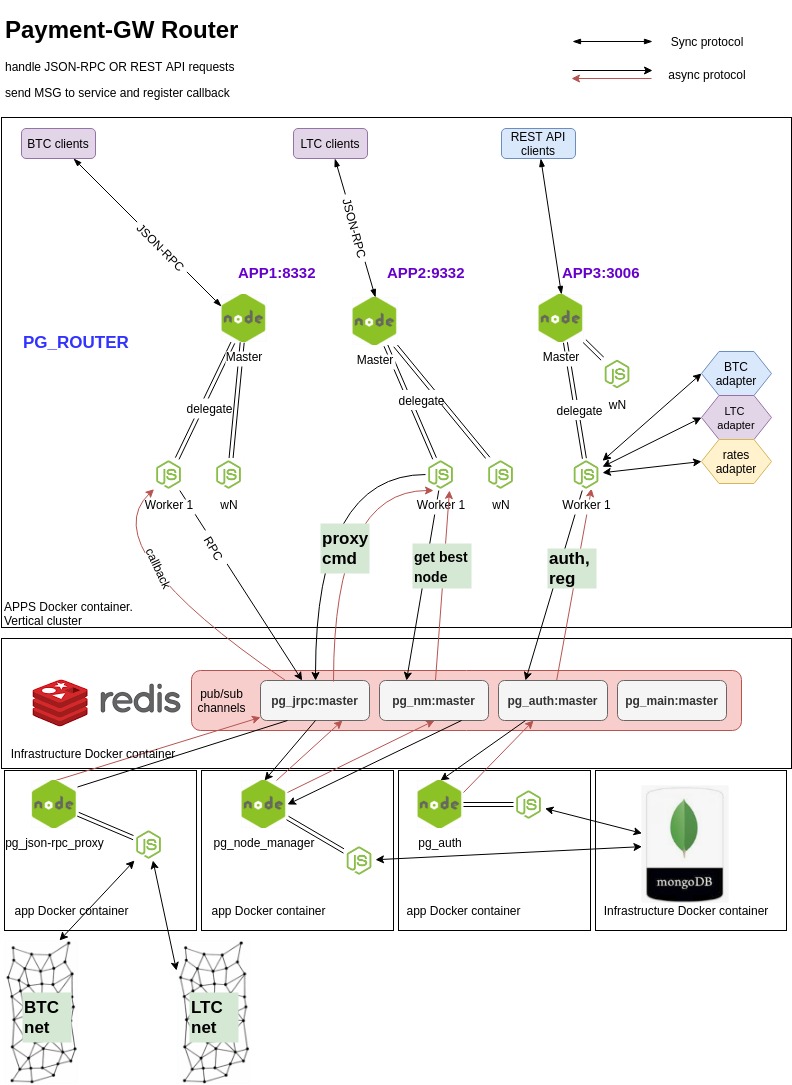 Payment-GW Router
handle JSON-RPC OR REST API requests
send MSG to service and register callback
Sync protocol
async protocol
BTC clients
LTC clients
REST API
clients
JSON-RPC
JSON-RPC
APP1:8332
APP2:9332
APP3:3006
node
node
node
PG_ROUTER
Master
Master
Master
wN
BTC
adapter
LTC
adapter
rates
adapter
delegate
delegate
delegate
JS
JS
JS
JS
JS
JS
Worker 1
wN
Worker 1
wN
Worker 1
RPC
callback
proxy
cmd
get best
node
auth,
reg
APPS Docker container.
Vertical cluster
redis
pub/sub
channels
pg_jrpc:master
pg_nm:master
pg_auth:master
pg_main:master
Infrastructure Docker container
node
node
node
JS
JS
JS
pg_json-rpc_proxy
pg_node_manager
pg_auth
mongoDB
app Docker container
app Docker container
app Docker container
Infrastructure Docker container
BTC
net
LTC
net